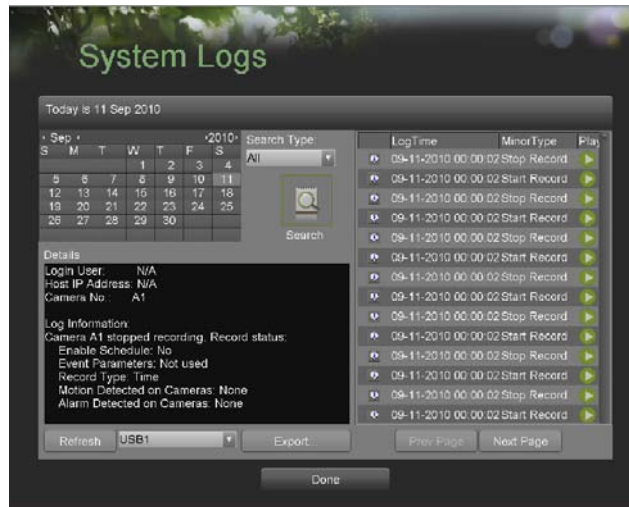 System Logs
Today is 11 Sep 2010
Sep 2010
S M T W T F S
1 2 3 4
5 6 7 8 9 10 11
12 13 14 15 16 17 18
19 20 21 22 23 24 25
26 27 28 29 30
Search Type
All
Search
Details
Login User: N/A
Host IP Address: N/A
Camera No.: A1
Log Information:
Camera A1 stopped recording. Record status:
Enable Schedule: No
Event Parameters: Not used
Record Type: Time
Motion Detected on Cameras: None
Alarm Detected on Cameras: None
LogTime MinorType Play
09-11-2010 00:00:02 Stop Record
09-11-2010 00:00:02 Start Record
09-11-2010 00:00:02 Stop Record
09-11-2010 00:00:02 Start Record
09-11-2010 00:00:02 Stop Record
09-11-2010 00:00:02 Start Record
09-11-2010 00:00:02 Stop Record
09-11-2010 00:00:02 Start Record
09-11-2010 00:00:02 Stop Record
09-11-2010 00:00:02 Start Record
09-11-2010 00:00:02 Stop Record
09-11-2010 00:00:02 Start Record
09-11-2010 00:00:02 Stop Record
09-11-2010 00:00:02 Start Record
Refresh USB1 Export... Prev Page Next Page
Done